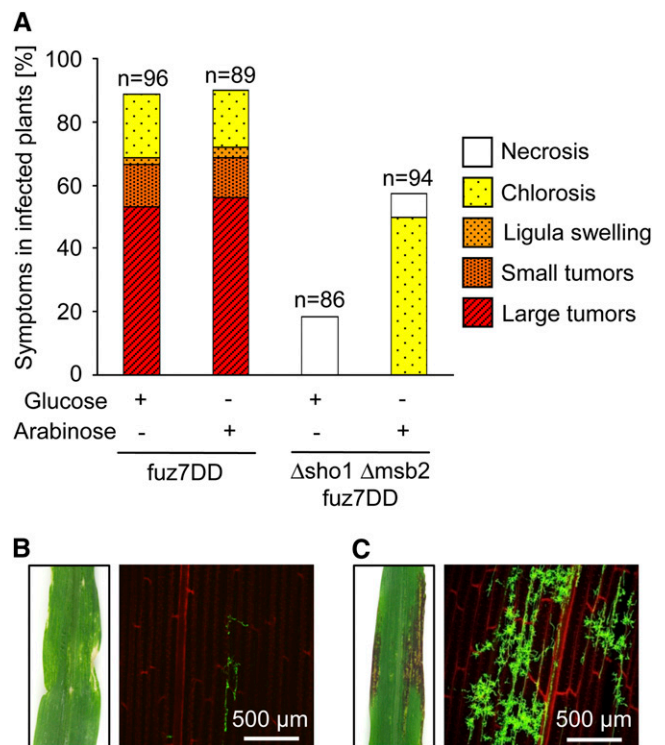 A
Symptoms in infected plants [%]
100
80
60
40
20
0
n=96
n=89
n=86
n=94
Necrosis
Chlorosis
Ligula swelling
Small tumors
Large tumors
Glucose + - + -
Arabinose - + - +
fuz7DD
Δsho1 Δmsb2
fuz7DD
B
500 µm
C
500 µm